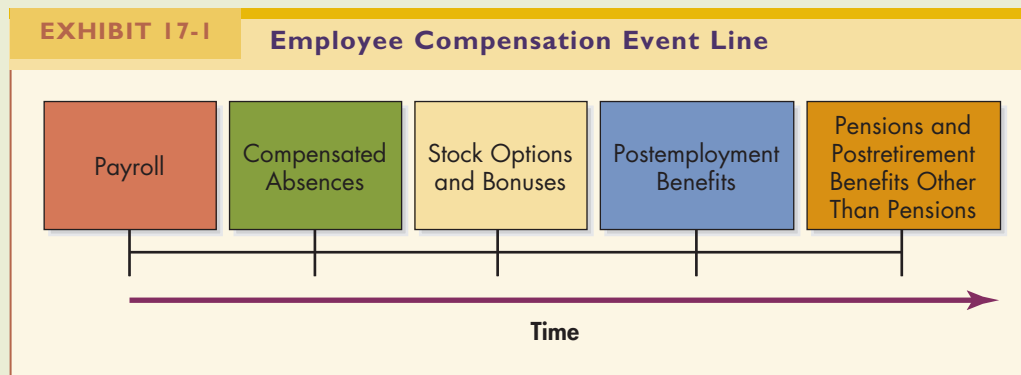 EXHIBIT 17-1
Employee Compensation Event Line
Payroll
Compensated
Absences
Stock Options
and Bonuses
Postemployment
Benefits
Pensions and
Postretirement
Benefits Other
Than Pensions
Time